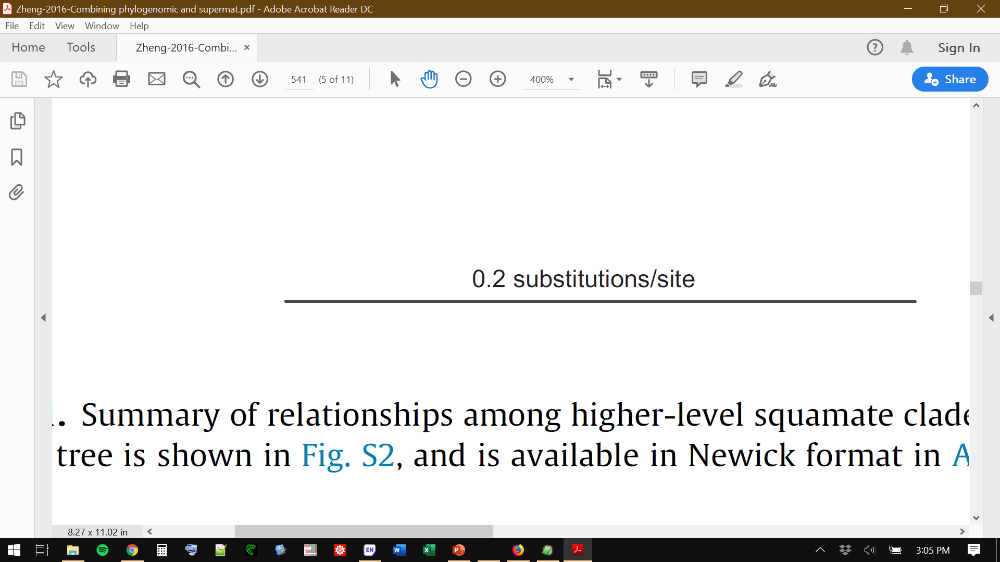 Zheng-2016-Combining phylogenomic and supermat.pdf - Adobe Acrobat Reader DC
File Edit View Window Help
Home Tools Zheng-2016-Combi... × Sign In
541 (5 of 11) 400% Share
0.2 substitutions/site
. Summary of relationships among higher-level squamate clade
tree is shown in Fig. S2, and is available in Newick format in A
8.27 x 11.02 in
EN 3:05 PM